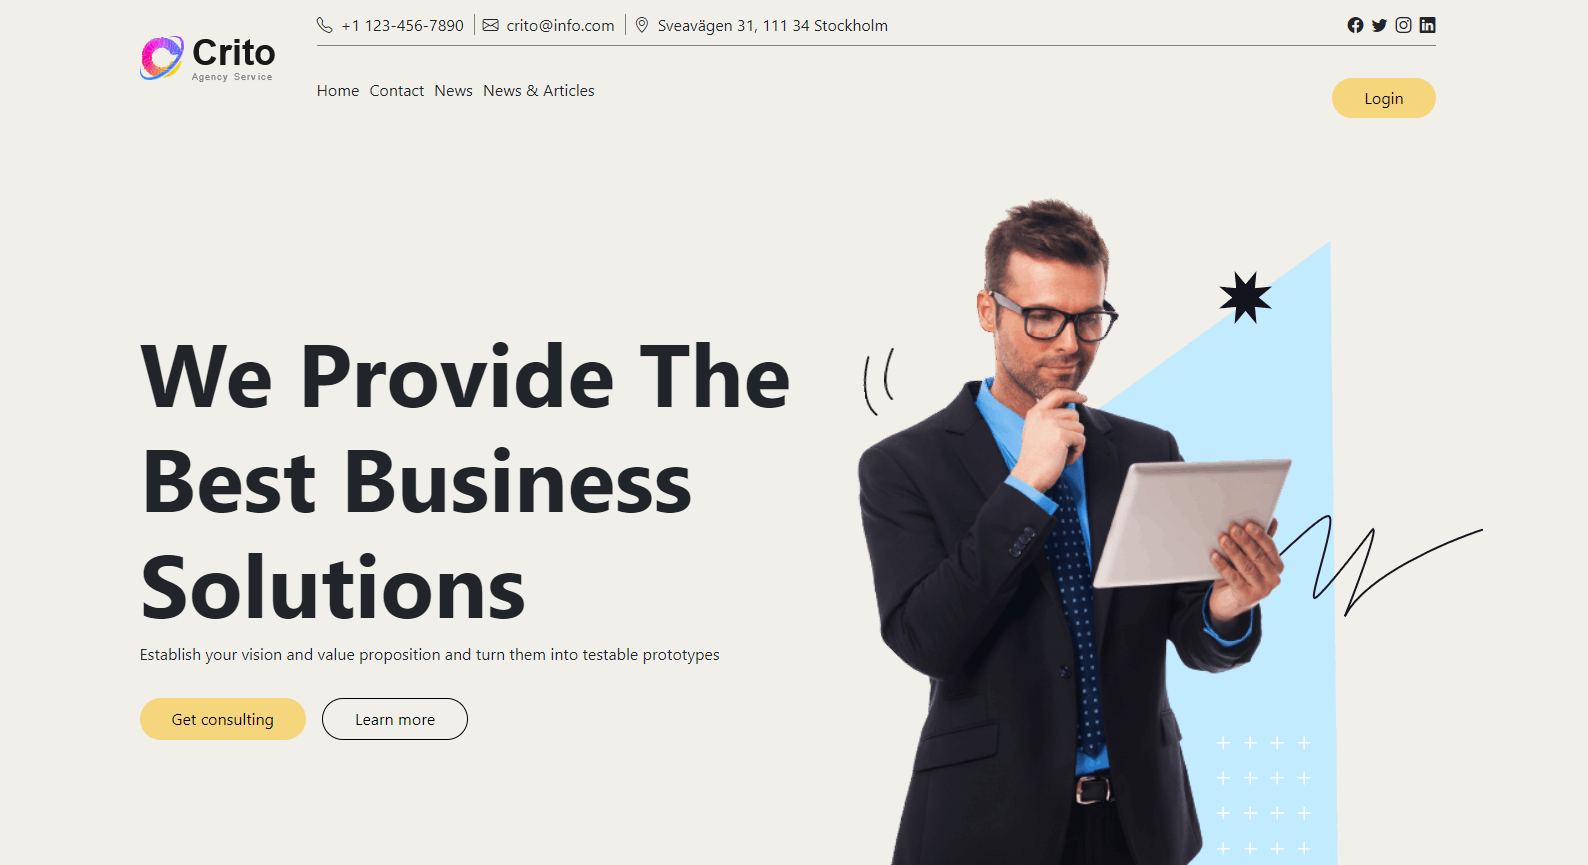 +1 123-456-7890
crito@info.com
Sveavägen 31, 111 34 Stockholm
Crito
Agency Service
Home Contact News News & Articles
Login
We Provide The
Best Business
Solutions
Establish your vision and value proposition and turn them into testable prototypes
Get consulting
Learn more